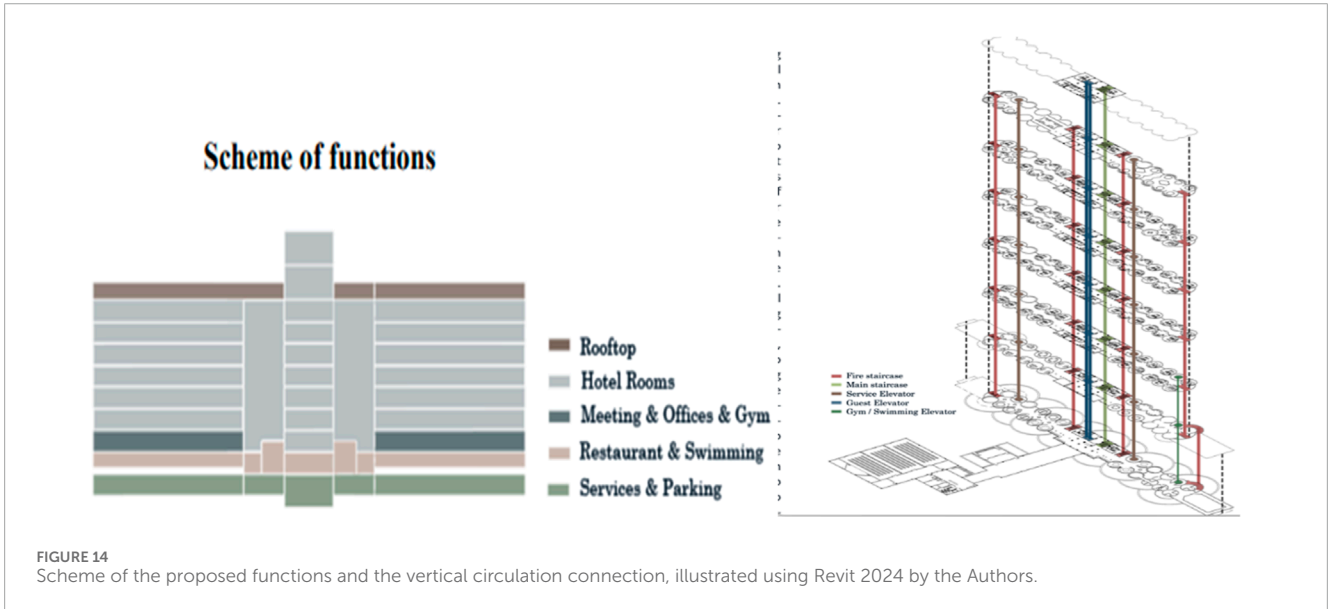 Scheme of functions
Rooftop
Hotel Rooms
Meeting & Offices & Gym
Restaurant & Swimming
Services & Parking
Fire staircase
Main staircase
Service Elevator
Guest Elevator
Gym / Swimming Elevator
FIGURE 14
Scheme of the proposed functions and the vertical circulation connection, illustrated using Revit 2024 by the Authors.